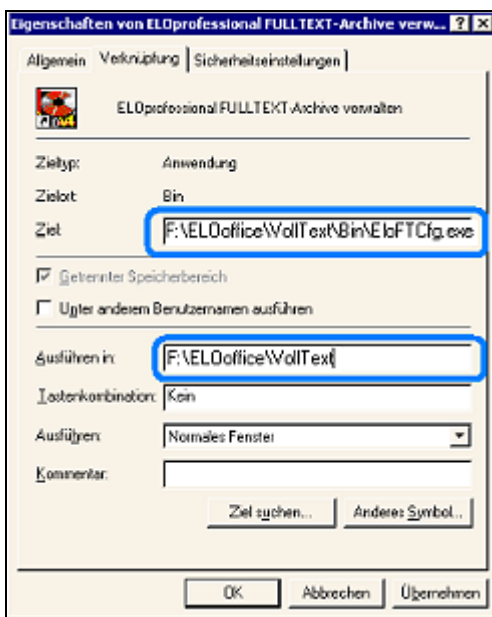 Eigenschaften von ELOprofessional FULLTEXT-Archive verw... ? X
Allgemein Verknüpfung Sicherheitseinstellungen
ELOprofessional FULLTEXT-Archive verwalten
Zieltyp: Anwendung
Zielort: Bin
Ziel: F:\ELOoffice\VollText\Bin\EloFTCfg.exe
Getrennter Speicherbereich
Unter anderem Benutzernamen ausführen
Ausführen in: F:\ELOoffice\VollText
Tastenkombination: Kein
Ausführen: Normales Fenster
Kommentar:
Ziel suchen... Anderes Symbol...
OK Abbrechen Übernehmen